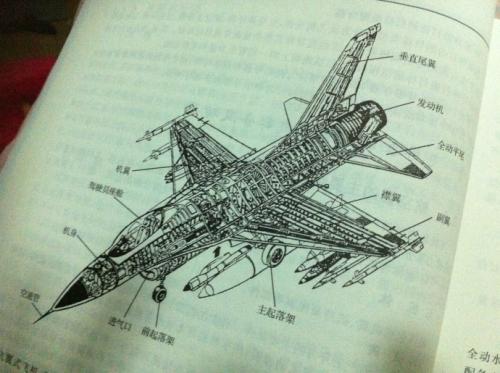 垂直尾翼
发动机
全动平尾
机翼
驾驶员座舱
襟翼
副翼
机身
空速管
进气口
前起落架
主起落架
全动水